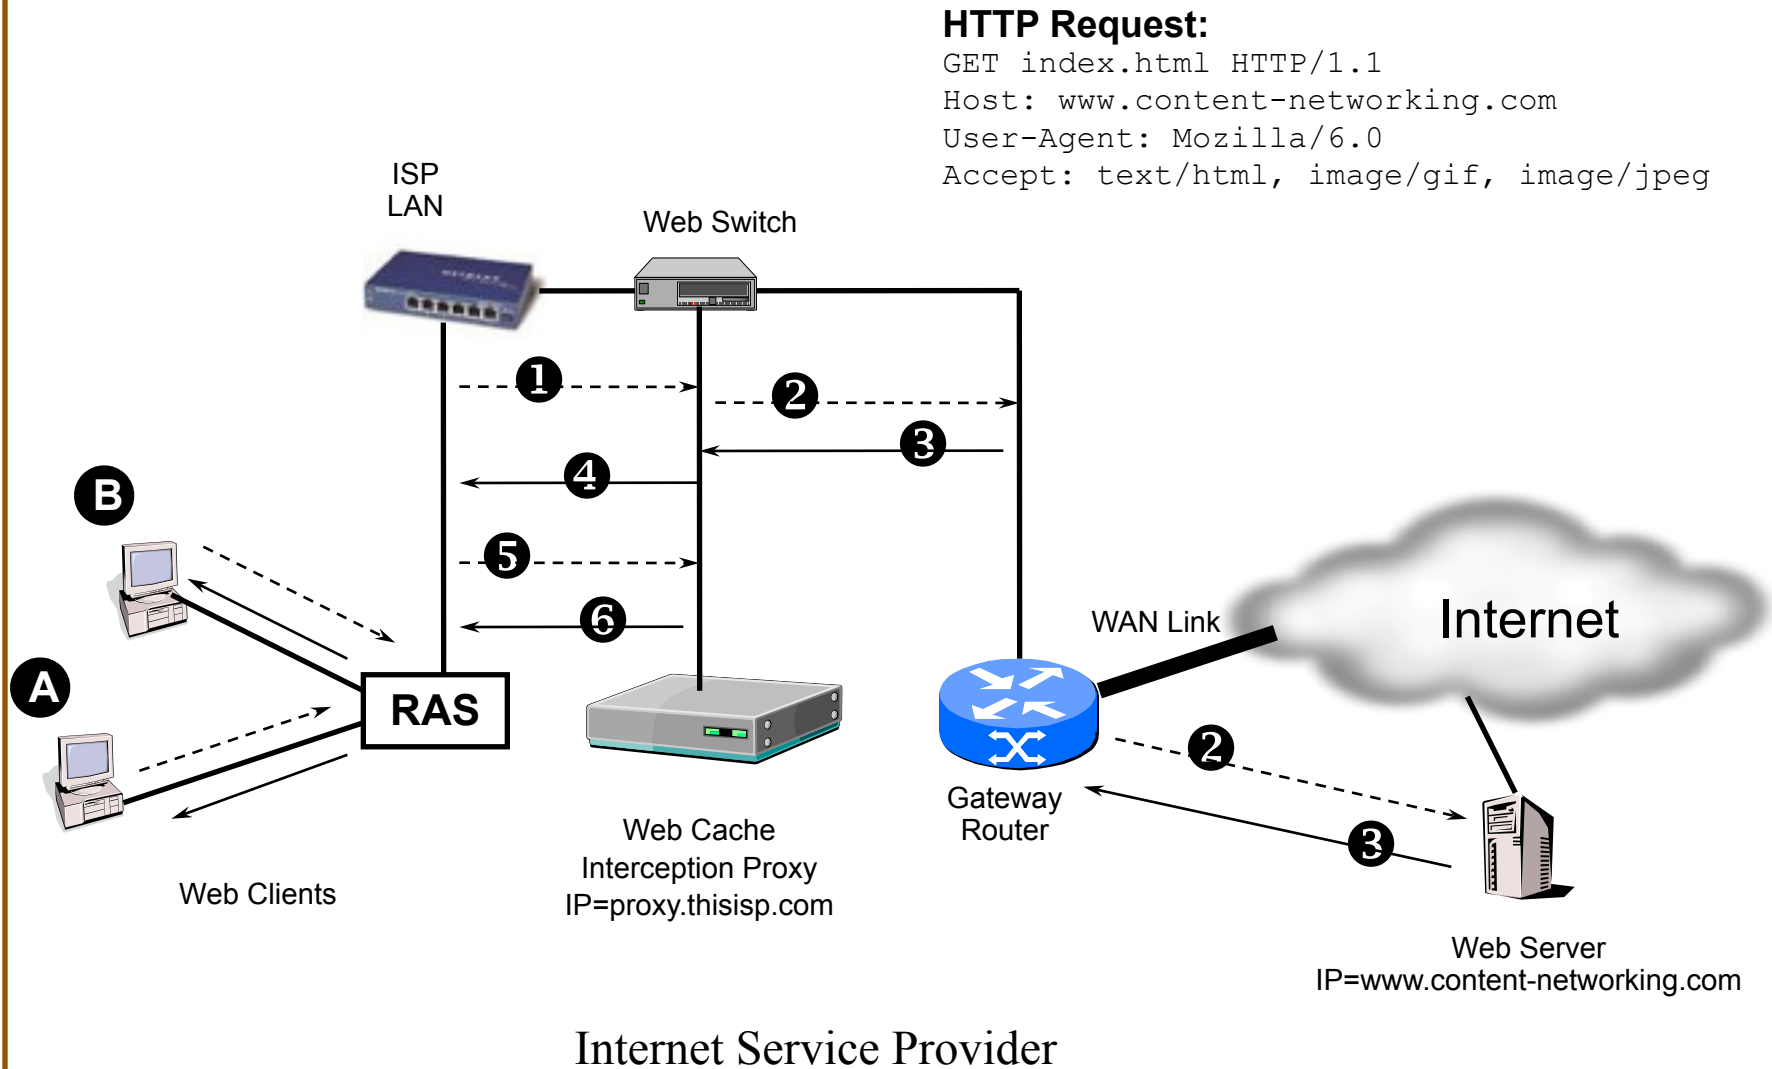 HTTP Request:
GET index.html HTTP/1.1
Host: www.content-networking.com
User-Agent: Mozilla/6.0
Accept: text/html, image/gif, image/jpeg
ISP
LAN
Web Switch
1
2
3
4
B
5
6
WAN Link
Internet
A
RAS
2
Gateway
Router
3
Web Cache
Interception Proxy
IP=proxy.thisisp.com
Web Clients
Web Server
IP=www.content-networking.com
Internet Service Provider